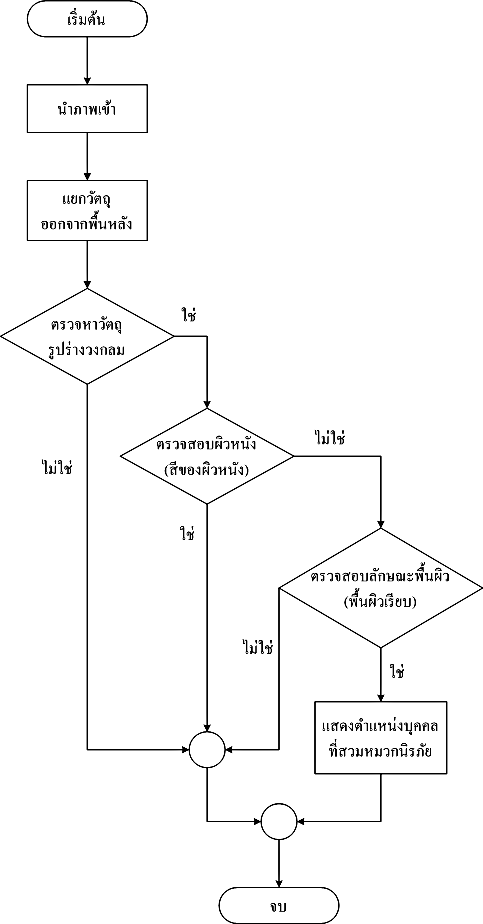 เริ่มต้น
นำภาพเข้า
แยกวัตถุ
ออกจากพื้นหลัง
ตรวจหาวัตถุ
รูปร่างวงกลม
ใช่
ไม่ใช่
ตรวจสอบผิวหนัง
(สีของผิวหนัง)
ไม่ใช่
ใช่
ตรวจสอบลักษณะพื้นผิว
(พื้นผิวเรียบ)
ไม่ใช่
ใช่
แสดงตำแหน่งบุคคล
ที่สวมหมวกนิรภัย
จบ